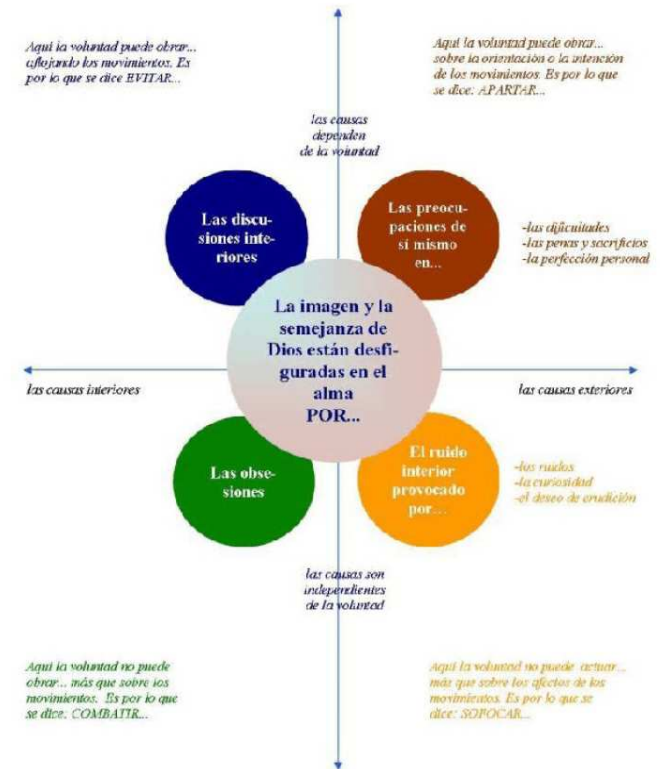 Aquí la voluntad puede obrar...
aflojando los movimientos. Es
por lo que se dice EVITAR...
Aquí la voluntad puede obrar...
sobre la orientación o la intención
de los movimientos. Es por lo que
se dice: APARTAR...
las causas
dependen
de la voluntad
Las discu-
siones inte-
riores
Las preocu-
paciones de
sí mismo
en...
-las dificultades
-las penas y sacrificios
-la perfección personal
La imagen y la
semejanza de
Dios están desfi-
guradas en el
alma
POR...
las causas interiores
las causas exteriores
Las obse-
siones
El ruido
interior
provocado
por...
-los ruidos
-la curiosidad
-el deseo de erudición
las causas son
independientes
de la voluntad
Aquí la voluntad no puede
obrar... más que sobre los
movimientos. Es por lo que
se dice: COMBATIR...
Aquí la voluntad no puede actuar...
más que sobre los efectos de los
movimientos. Es por lo que se
dice: SOFOCAR...